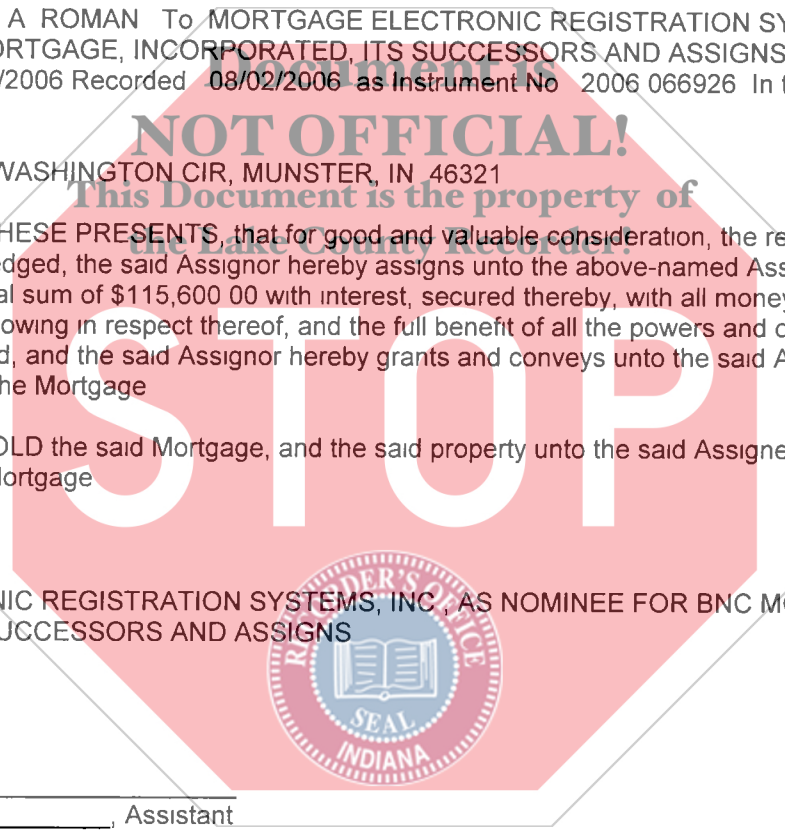 A ROMAN To MORTGAGE ELECTRONIC REGISTRATION SY
ORTGAGE, INCORPORATED, ITS SUCCESSORS AND ASSIGNS
/2006 Recorded 08/02/2006 as Instrument No 2006 066926 In t
Document is
NOT OFFICIAL!
WASHINGTON CIR, MUNSTER, IN 46321
This Document is the property of
the Lake County Recorder!
HESE PRESENTS, that for good and valuable consideration, the re
edged, the said Assignor hereby assigns unto the above-named Ass
al sum of $115,600 00 with interest, secured thereby, with all money
owing in respect thereof, and the full benefit of all the powers and
d, and the said Assignor hereby grants and conveys unto the said A
he Mortgage
STOP
OLD the said Mortgage, and the said property unto the said Assigne
Mortgage
NIC REGISTRATION SYSTEMS, INC , AS NOMINEE FOR BNC MO
UCCESSORS AND ASSIGNS
RECORDER'S OFFICE
SEAL
INDIANA
, Assistant